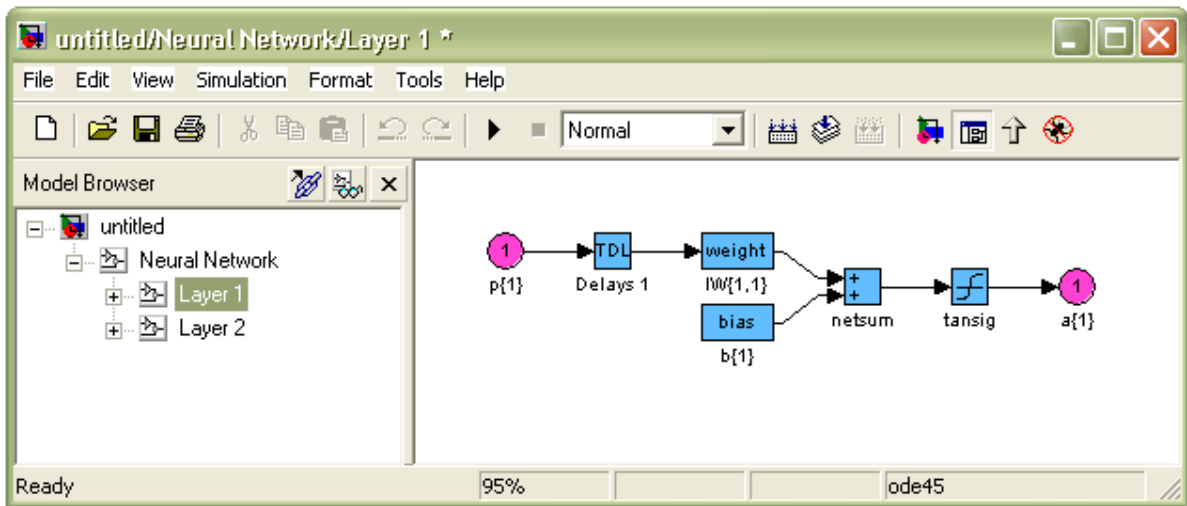 untitled/Neural Network/Layer 1 *
File Edit View Simulation Format Tools Help
Normal
Model Browser
untitled
Neural Network
Layer 1
Layer 2
1 TDL weight 1
p{1} Delays 1 IW{1,1} + + netsum tansig a{1}
bias
b{1}
Ready 95% ode45